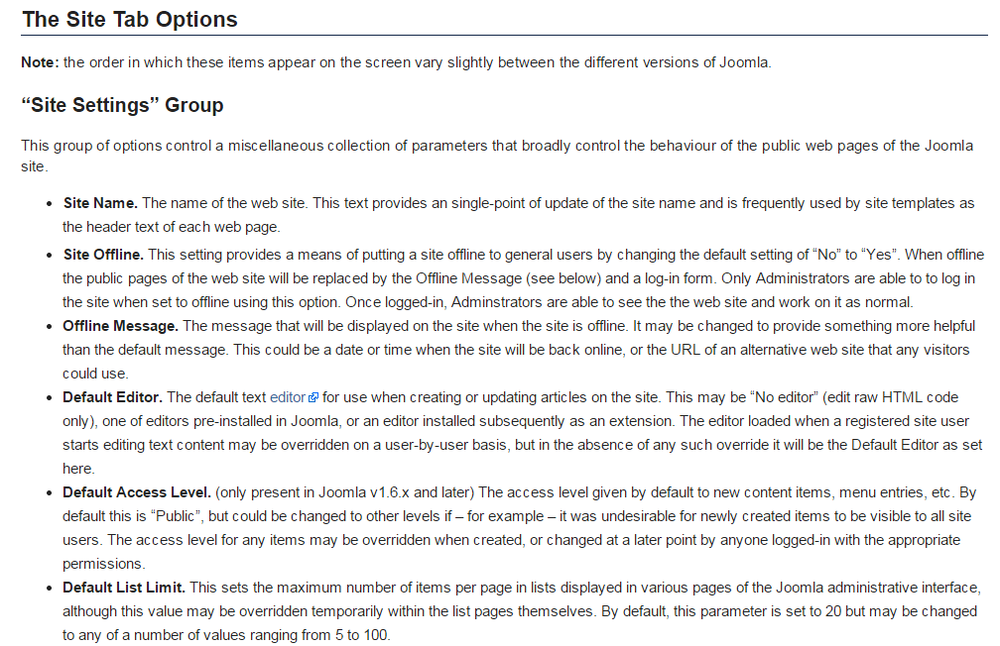 The Site Tab Options
Note: the order in which these items appear on the screen vary slightly between the different versions of Joomla.
“Site Settings” Group
This group of options control a miscellaneous collection of parameters that broadly control the behaviour of the public web pages of the Joomla
site.
• Site Name. The name of the web site. This text provides an single-point of update of the site name and is frequently used by site templates as
the header text of each web page.
• Site Offline. This setting provides a means of putting a site offline to general users by changing the default setting of “No” to “Yes”. When offline
the public pages of the web site will be replaced by the Offline Message (see below) and a log-in form. Only Administrators are able to to log in
the site when set to offline using this option. Once logged-in, Adminstrators are able to see the the web site and work on it as normal.
• Offline Message. The message that will be displayed on the site when the site is offline. It may be changed to provide something more helpful
than the default message. This could be a date or time when the site will be back online, or the URL of an alternative web site that any visitors
could use.
• Default Editor. The default text editor for use when creating or updating articles on the site. This may be “No editor” (edit raw HTML code
only), one of editors pre-installed in Joomla, or an editor installed subsequently as an extension. The editor loaded when a registered site user
starts editing text content may be overridden on a user-by-user basis, but in the absence of any such override it will be the Default Editor as set
here.
• Default Access Level. (only present in Joomla v1.6.x and later) The access level given by default to new content items, menu entries, etc. By
default this is “Public”, but could be changed to other levels if – for example – it was undesirable for newly created items to be visible to all site
users. The access level for any items may be overridden when created, or changed at a later point by anyone logged-in with the appropriate
permissions.
• Default List Limit. This sets the maximum number of items per page in lists displayed in various pages of the Joomla administrative interface,
although this value may be overridden temporarily within the list pages themselves. By default, this parameter is set to 20 but may be changed
to any of a number of values ranging from 5 to 100.